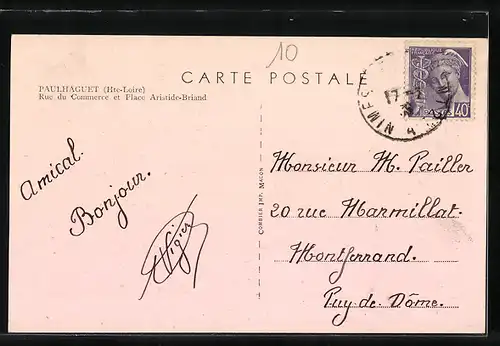 10
CARTE POSTALE
PAULHAGUET (Hte-Loire)
Rue du Commerce et Place Aristide-Briand
Amical
Bonjour.
COMBIER IMP. MACON
40
Monsieur M. Pailler
20 rue Marmillat.
Montferrand.
Puy-de-Dôme.